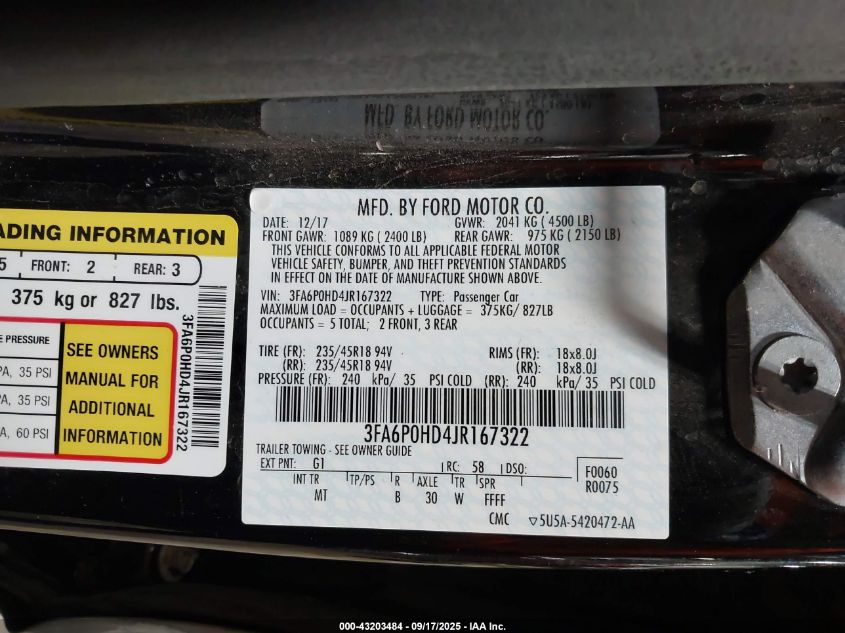 MFD. BY FORD MOTOR CO.
MFD. BY FORD MOTOR CO.
DATE: 12/17 GVWR: 2041 KG ( 4500 LB)
FRONT GAWR: 1089 KG ( 2400 LB) REAR GAWR: 975 KG ( 2150 LB)
THIS VEHICLE CONFORMS TO ALL APPLICABLE FEDERAL MOTOR
VEHICLE SAFETY, BUMPER, AND THEFT PREVENTION STANDARDS
IN EFFECT ON THE DATE OF MANUFACTURE SHOWN ABOVE.
VIN: 3FA6P0HD4JR167322 TYPE: Passenger Car
MAXIMUM LOAD = OCCUPANTS + LUGGAGE = 375KG/ 827LB
OCCUPANTS = 5 TOTAL; 2 FRONT, 3 REAR
TIRE (FR): 235/45R18 94V RIMS (FR): 18x8.0J
(RR): 235/45R18 94V (RR): 18x8.0J
PRESSURE (FR): 240 kPa/ 35 PSI COLD (RR): 240 kPa/ 35 PSI COLD
3FA6P0HD4JR167322
TRAILER TOWING - SEE OWNER GUIDE
EXT PNT: G1 RC: 58 DSO: F0060
R0075
INT TR TP/PS R AXLE TR SPR
MT B 30 W FFFF
CMC ▽5U5A-5420472-AA
ADING INFORMATION
5 FRONT: 2 REAR: 3
375 kg or 827 lbs.
E PRESSURE
PA, 35 PSI
PA, 35 PSI
A, 60 PSI
SEE OWNERS
MANUAL FOR
ADDITIONAL
INFORMATION
3FA6P0HD4JR167322
000-43203484 - 09/17/2025 - IAA Inc.